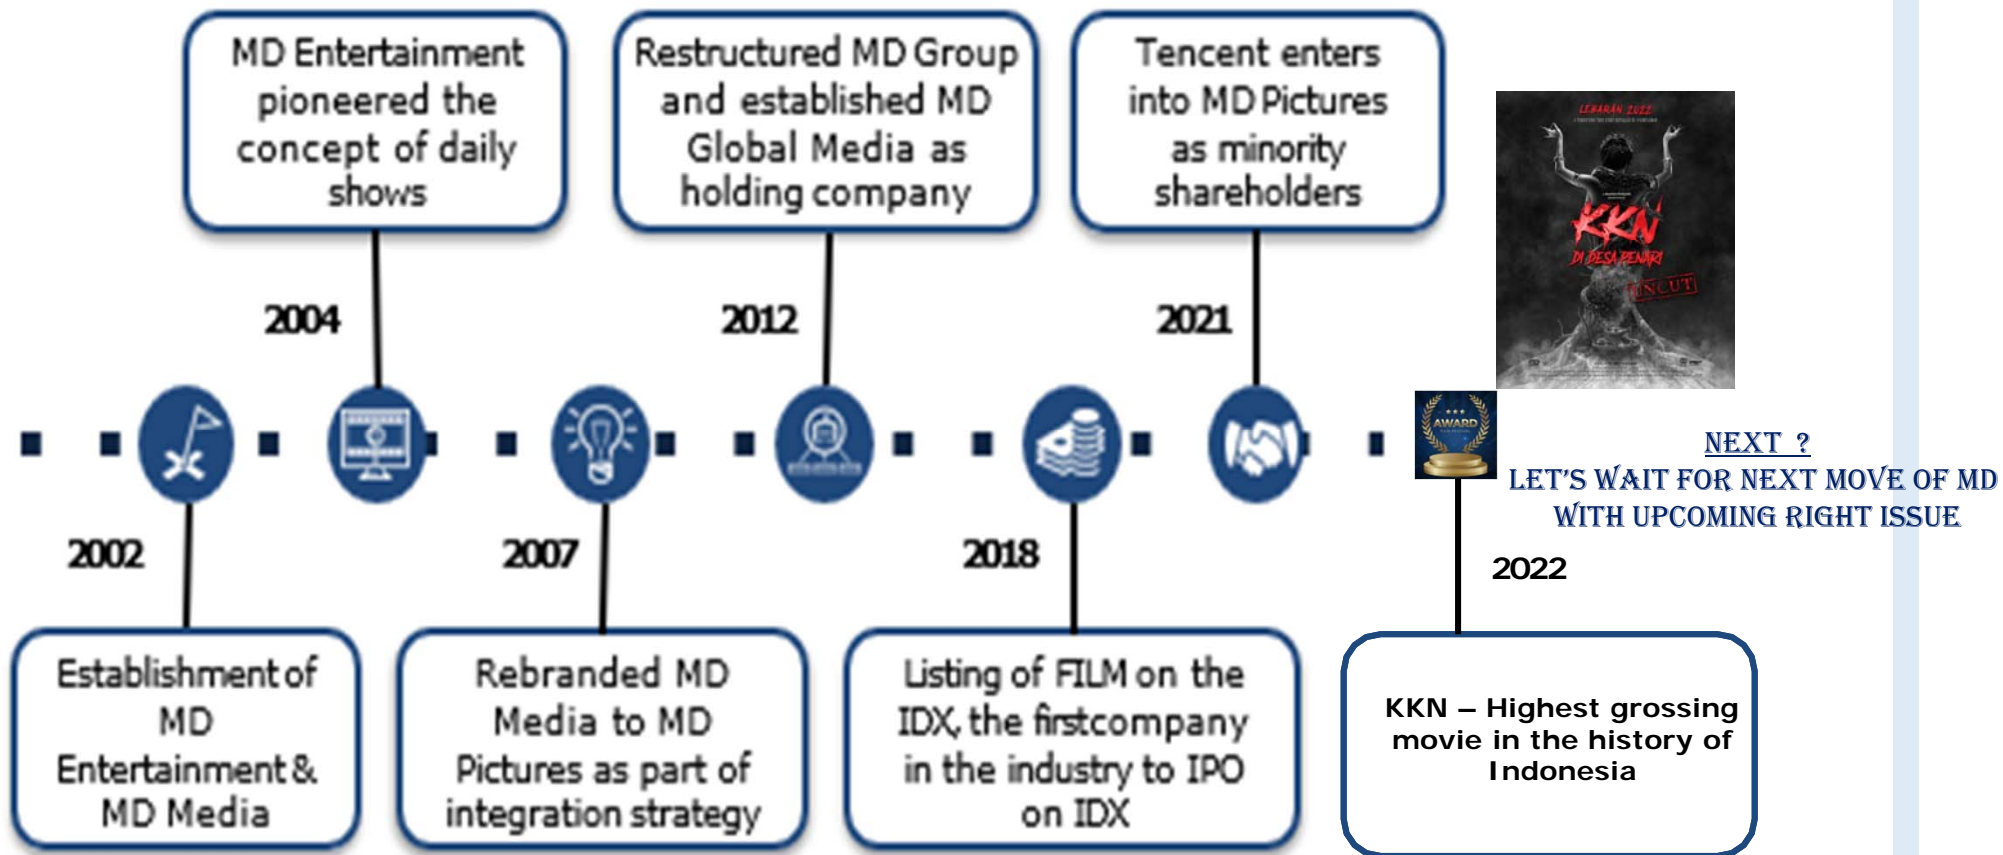 MD Entertainment
pioneered the
concept of daily
shows
Restructured MD Group
and established MD
Global Media as
holding company
Tencent enters
into MD Pictures
as minority
shareholders
LEBARAN 2022
KKN
DI DESA PENARI
UNCUT
2004
2012
2021
AWARD
NEXT ?
LET'S WAIT FOR NEXT MOVE OF MD
WITH UPCOMING RIGHT ISSUE
2002
2007
2018
2022
Establishment of
MD
Entertainment &
MD Media
Rebranded MD
Media to MD
Pictures as part of
integration strategy
Listing of FILM on the
IDX, the firstcompany
in the industry to IPO
on IDX
KKN – Highest grossing
movie in the history of
Indonesia